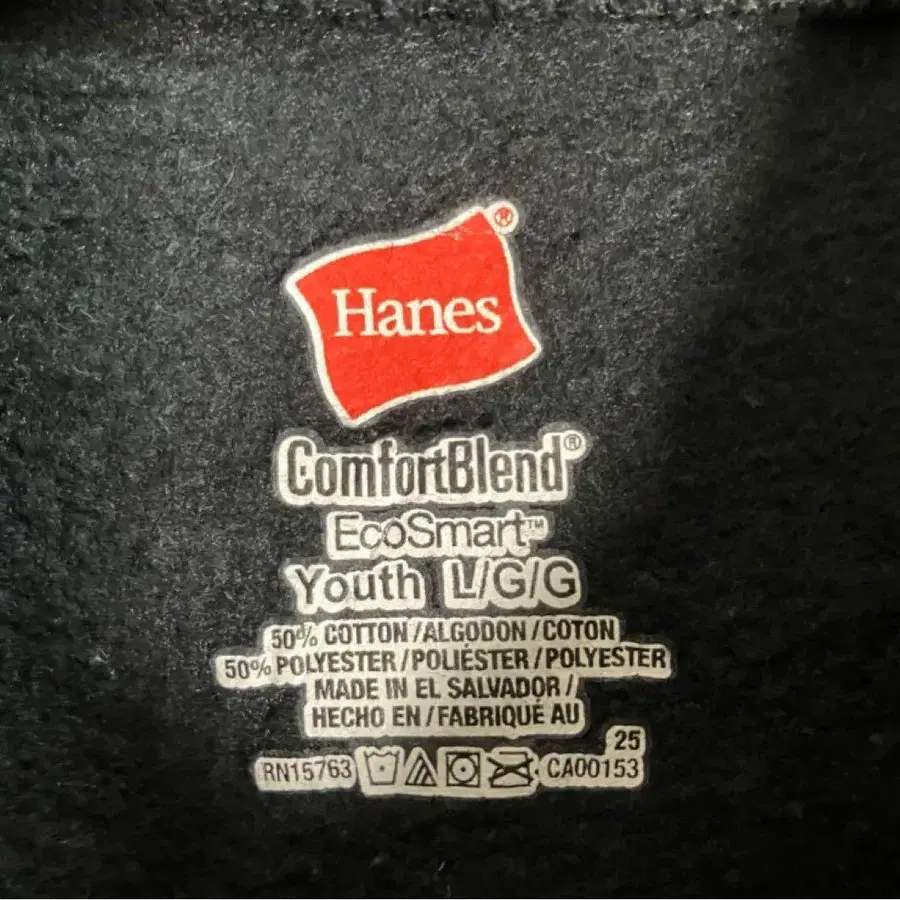 Hanes®
ComfortBlend®
EcoSmart™
Youth L/G/G
50% COTTON/ALGODON/COTON
50% POLYESTER/POLIÉSTER/POLYESTER
MADE IN EL SALVADOR/
HECHO EN/FABRIQUÉ AU
25
RN15763 CA00153